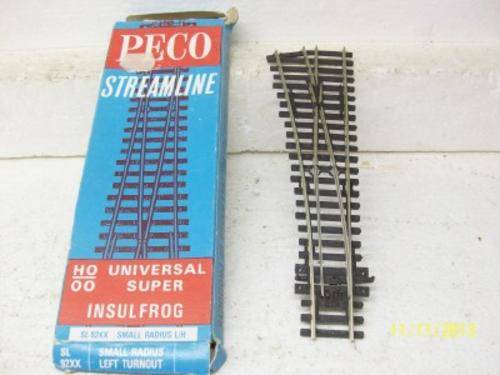 PECO
STREAMLINE
HO
OO
UNIVERSAL
SUPER
INSULFROG
SL-92XX SMALL RADIUS L/H
SL
92XX
SMALL RADIUS
LEFT TURNOUT